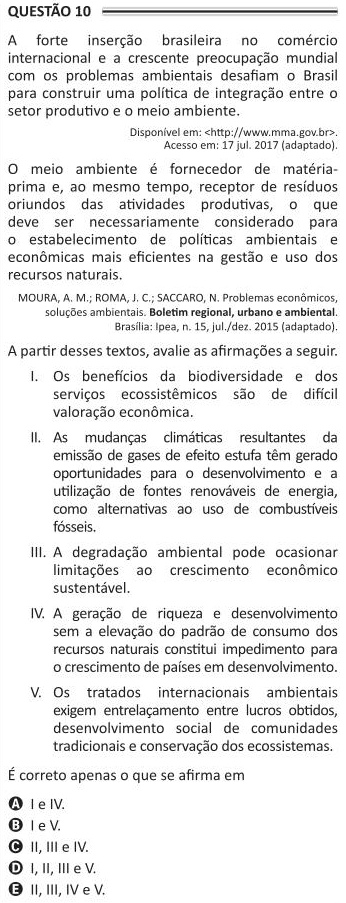 QUESTÃO 10
A forte inserção brasileira no comércio
internacional e a crescente preocupação mundial
com os problemas ambientais desafiam o Brasil
para construir uma política de integração entre o
setor produtivo e o meio ambiente.
Disponível em: <http://www.mma.gov.br>.
Acesso em: 17 jul. 2017 (adaptado).
O meio ambiente é fornecedor de matéria-
prima e, ao mesmo tempo, receptor de resíduos
oriundos das atividades produtivas, o que
deve ser necessariamente considerado para
o estabelecimento de políticas ambientais e
econômicas mais eficientes na gestão e uso dos
recursos naturais.
MOURA, A. M.; ROMA, J. C.; SACCARO, N. Problemas econômicos,
soluções ambientais. Boletim regional, urbano e ambiental.
Brasília: Ipea, n. 15, jul./dez. 2015 (adaptado).
A partir desses textos, avalie as afirmações a seguir.
I. Os benefícios da biodiversidade e dos
serviços ecossistêmicos são de difícil
valoração econômica.
II. As mudanças climáticas resultantes da
emissão de gases de efeito estufa têm gerado
oportunidades para o desenvolvimento e a
utilização de fontes renováveis de energia,
como alternativas ao uso de combustíveis
fósseis.
III. A degradação ambiental pode ocasionar
limitações ao crescimento econômico
sustentável.
IV. A geração de riqueza e desenvolvimento
sem a elevação do padrão de consumo dos
recursos naturais constitui impedimento para
o crescimento de países em desenvolvimento.
V. Os tratados internacionais ambientais
exigem entrelaçamento entre lucros obtidos,
desenvolvimento social de comunidades
tradicionais e conservação dos ecossistemas.
É correto apenas o que se afirma em
A I e IV.
B I e V.
C II, III e IV.
D I, II, III e V.
E II, III, IV e V.